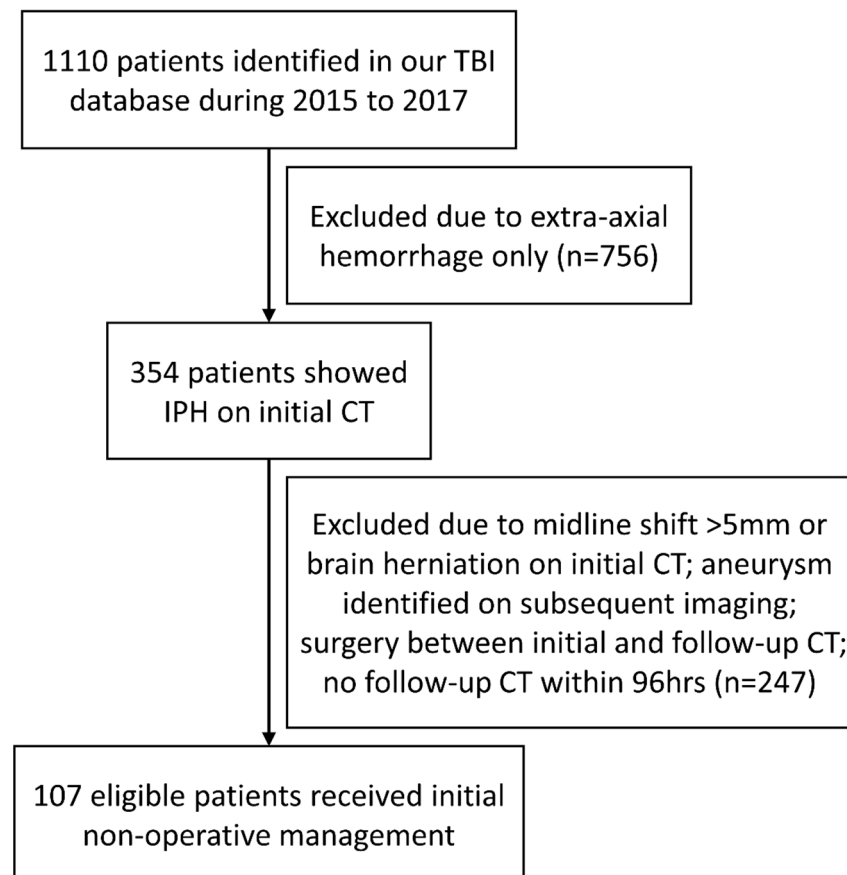 1110 patients identified in our TBI
database during 2015 to 2017
Excluded due to extra-axial
hemorrhage only (n=756)
354 patients showed
IPH on initial CT
Excluded due to midline shift >5mm or
brain herniation on initial CT; aneurysm
identified on subsequent imaging;
surgery between initial and follow-up CT;
no follow-up CT within 96hrs (n=247)
107 eligible patients received initial
non-operative management